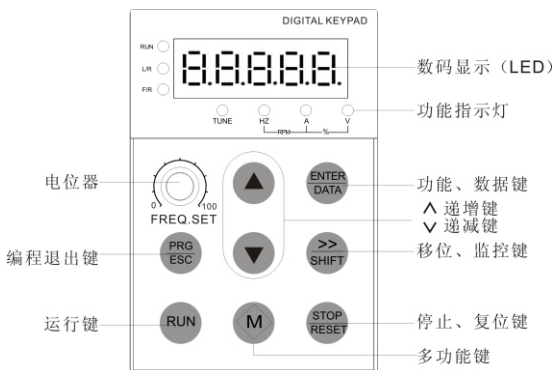 DIGITAL KEYPAD
RUN
L/R
F/R
8.8.8.8.8.
数码显示（LED）
功能指示灯
TUNE HZ A V
RPM %
电位器
0 100
FREQ.SET
ENTER
DATA
功能、数据键
∧ 递增键
∨ 递减键
编程退出键
PRG
ESC
>>
SHIFT
移位、监控键
运行键
RUN
M
STOP
RESET
停止、复位键
多功能键